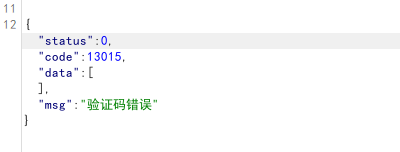 11
12 {
"status":0,
"code":13015,
"data":[
],
"msg":"验证码错误"
}